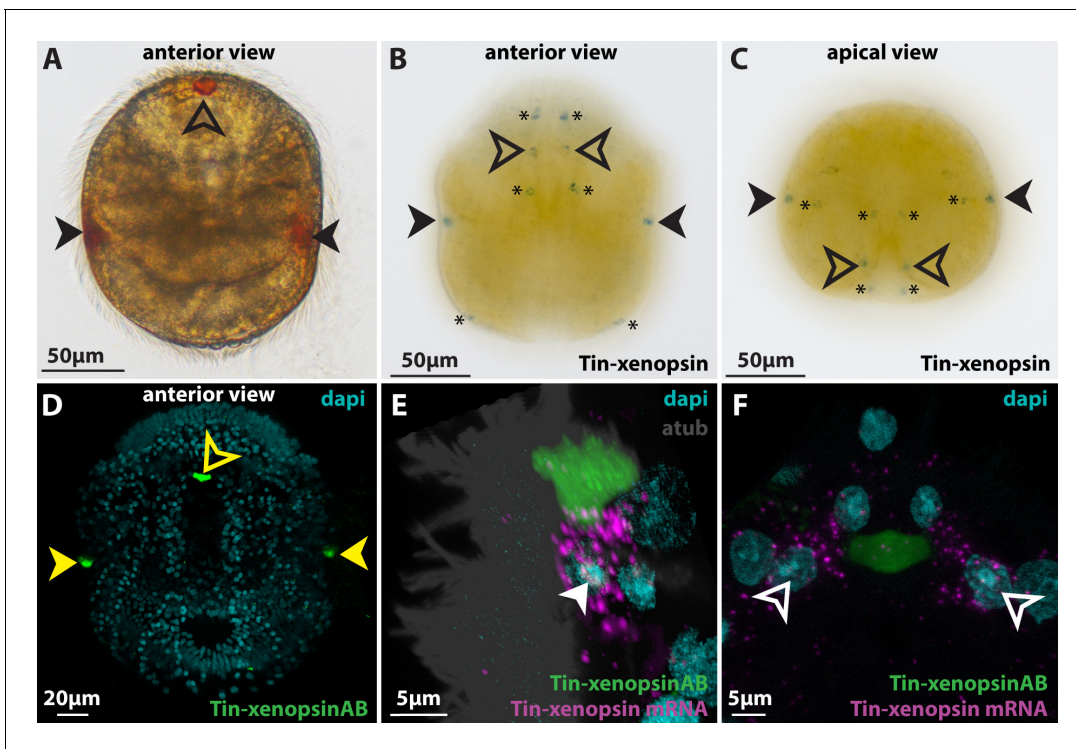 A
anterior view
50µm
B
anterior view
*
*
*
*
*
*
50µm
Tin-xenopsin
C
apical view
*
*
*
*
*
*
50µm
Tin-xenopsin
D
anterior view
dapi
20µm
Tin-xenopsinAB
E
dapi
atub
5µm
Tin-xenopsinAB
Tin-xenopsin mRNA
F
dapi
5µm
Tin-xenopsinAB
Tin-xenopsin mRNA